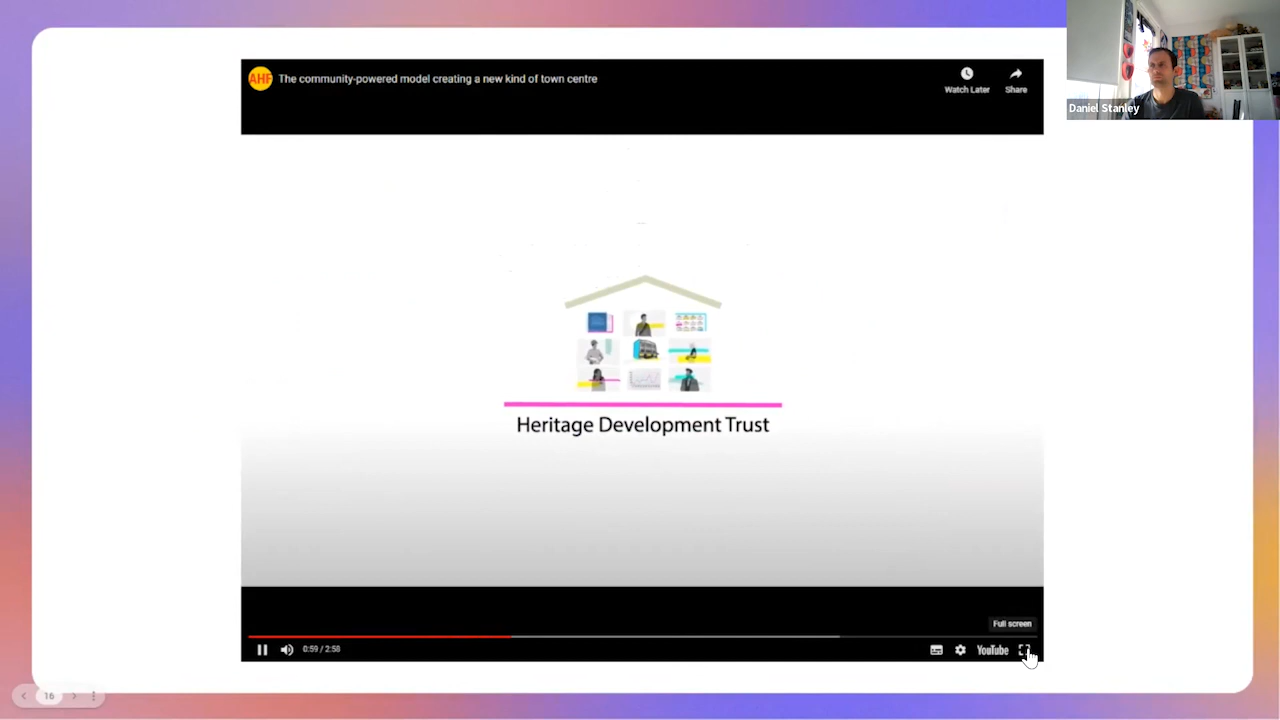 AHF The community-powered model creating a new kind of town centre
Watch Later
Share
Daniel Stanley
Heritage Development Trust
Full screen
0:59 / 2:58
YouTube
16